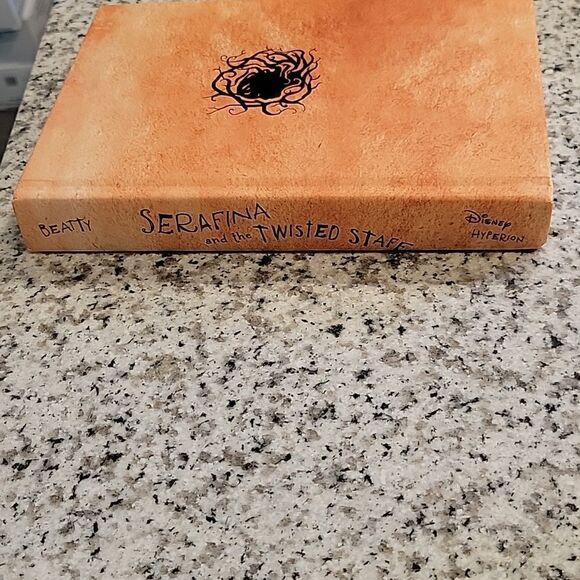 BEATTY
SERAFINA
and the TWISTED STAFF
DISNEY
HYPERION